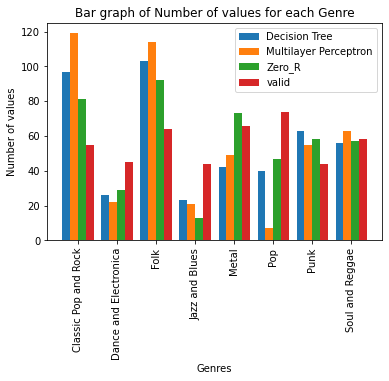 Bar graph of Number of values for each Genre
Decision Tree
Multilayer Perceptron
Zero_R
valid
Number of values
120
100
80
60
40
20
0
Classic Pop and Rock
Dance and Electronica
Folk
Jazz and Blues
Metal
Pop
Punk
Soul and Reggae
Genres